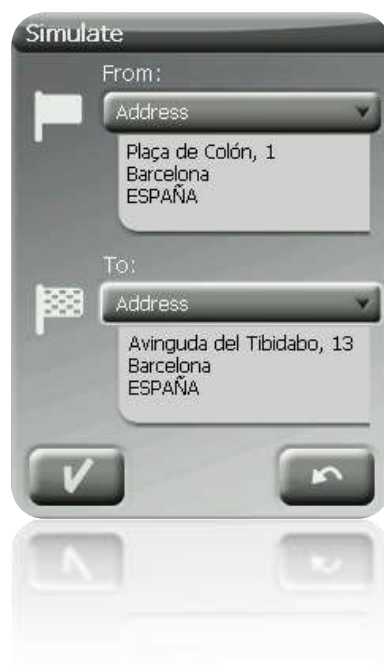 Simulate
From:
Address
Plaça de Colón, 1
Barcelona
ESPAÑA
To:
Address
Avinguda del Tibidabo, 13
Barcelona
ESPAÑA